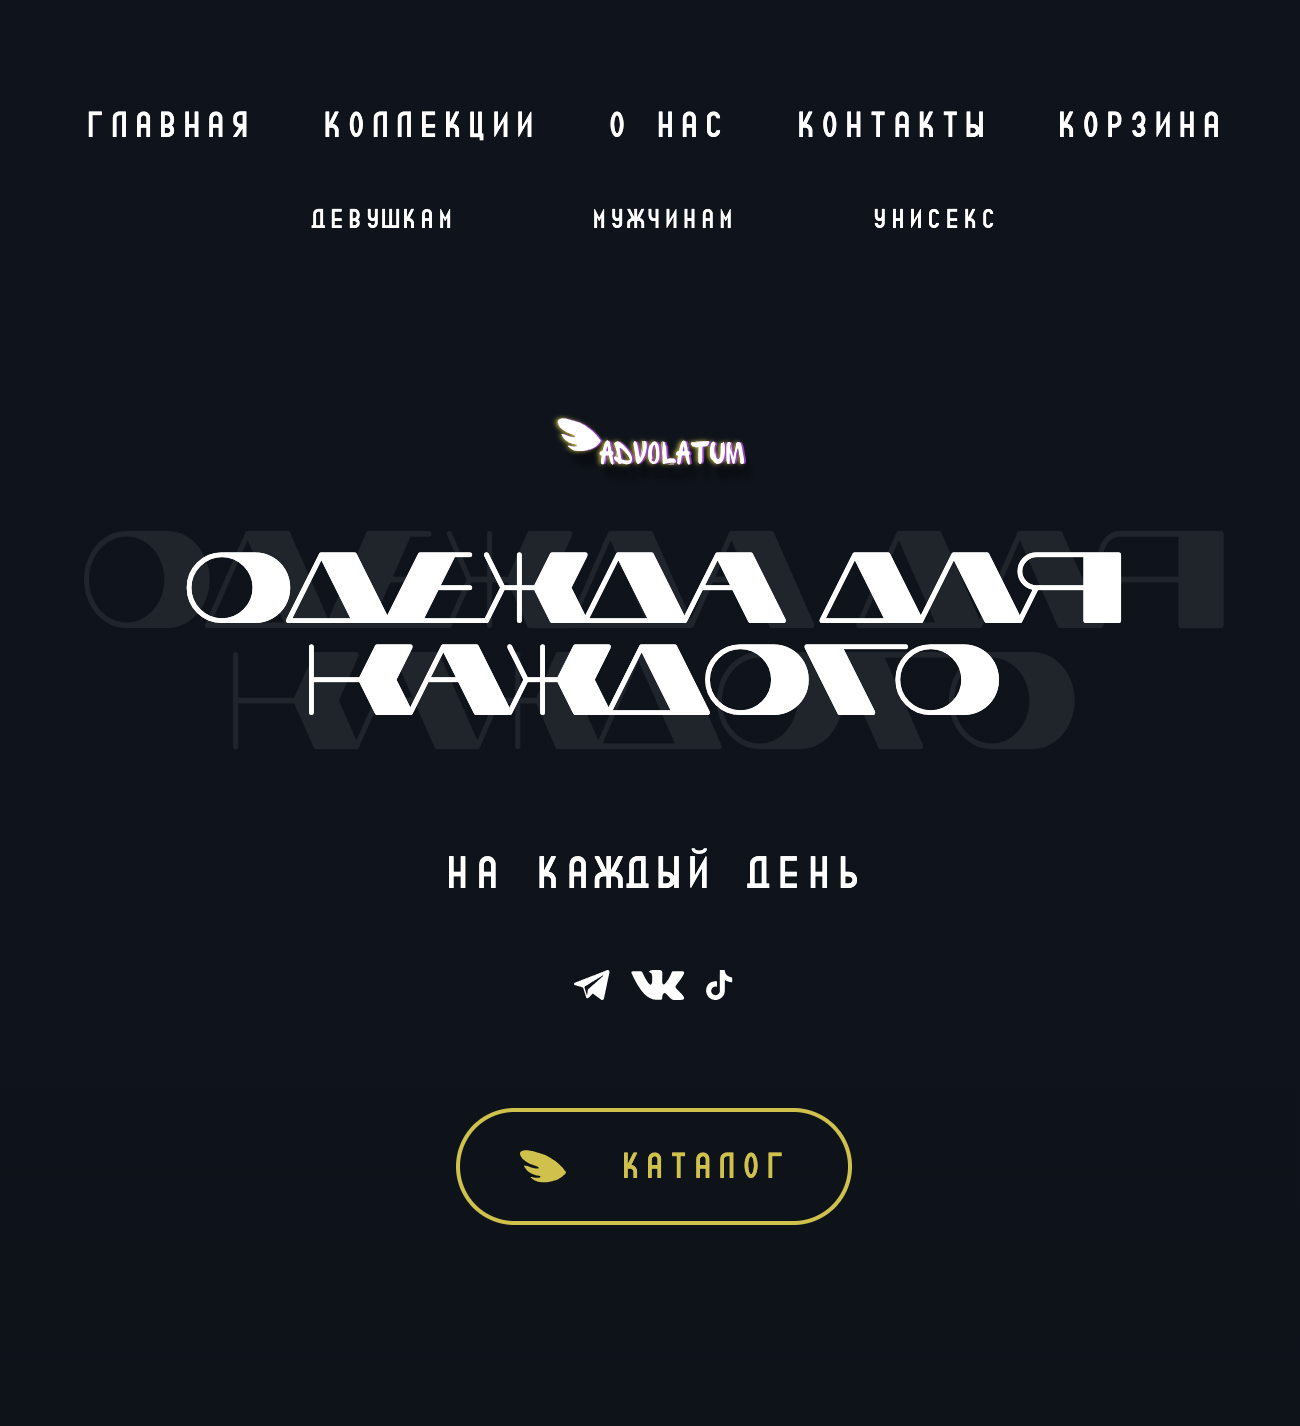 ГЛАВНАЯ КОЛЛЕКЦИИ О НАС КОНТАКТЫ КОРЗИНА
ДЕВУШКАМ МУЖЧИНАМ УНИСЕКС
ADVOLATUM
ОДЕЖДА ДЛЯ
КАЖДОГО
НА КАЖДЫЙ ДЕНЬ
КАТАЛОГ